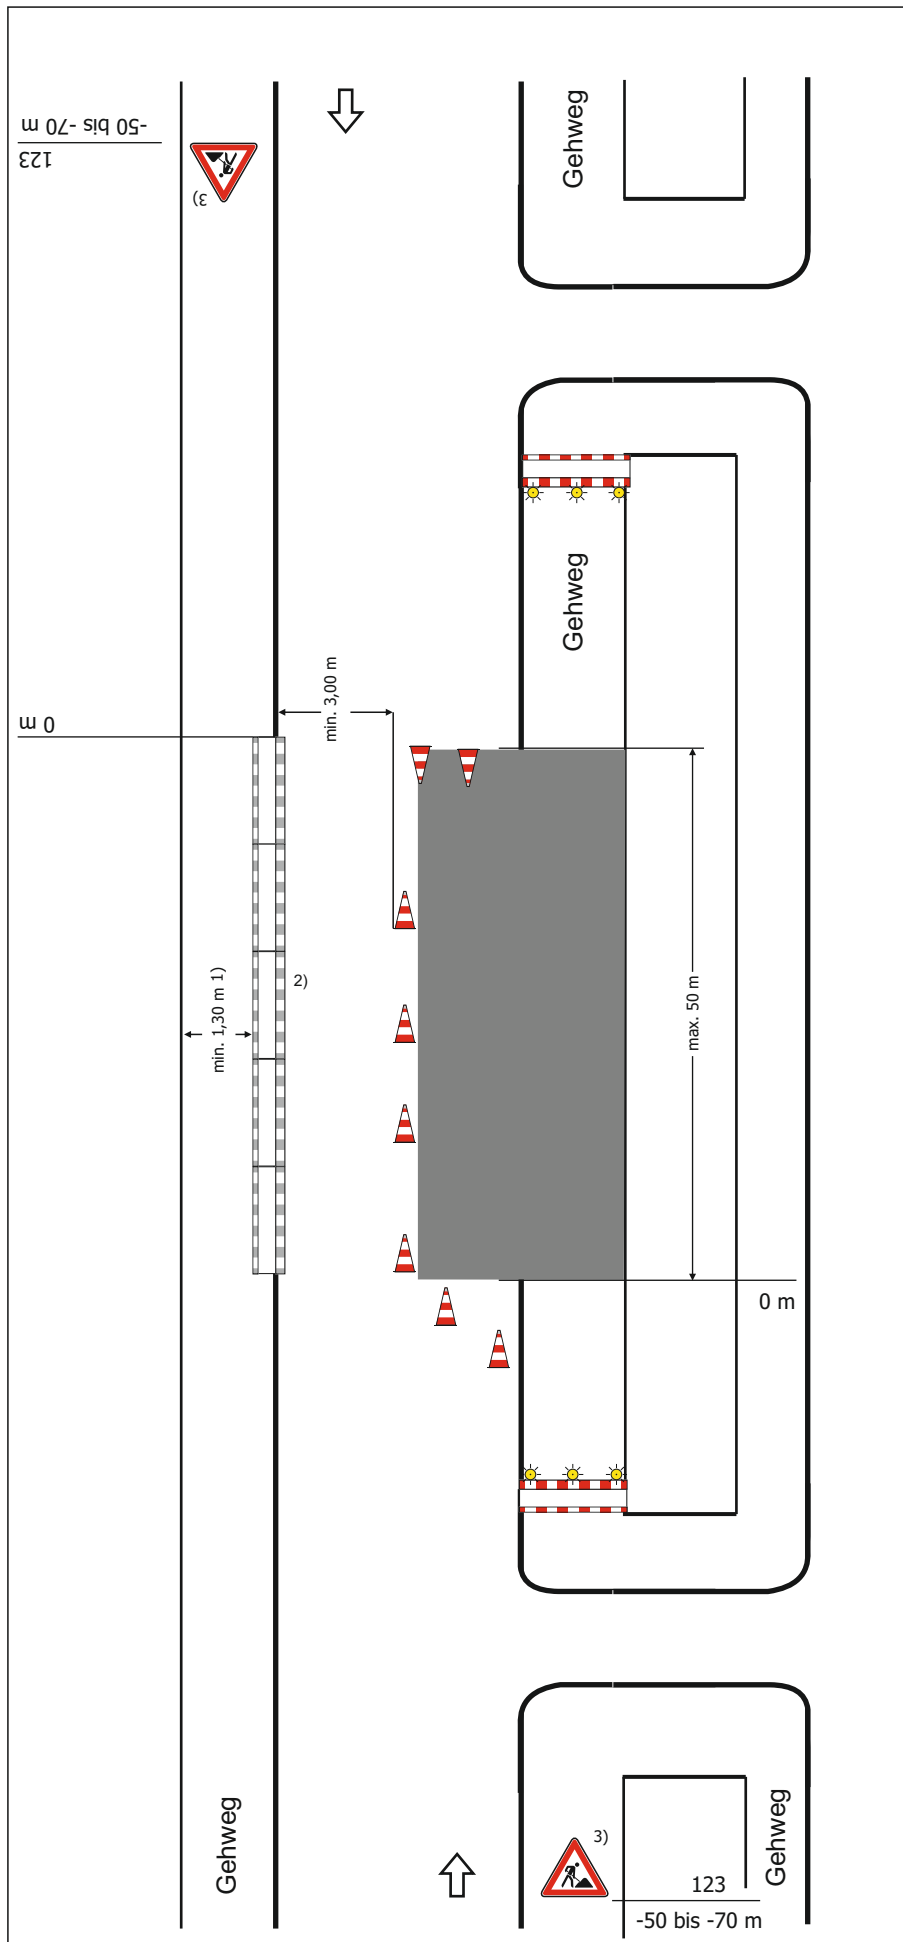 -50 bis -70 m
123
3)
Gehweg
Gehweg
min. 3,00 m
0 m
2)
min. 1,30 m 1)
max. 50 m
0 m
Gehweg
Gehweg
3)
123
-50 bis -70 m